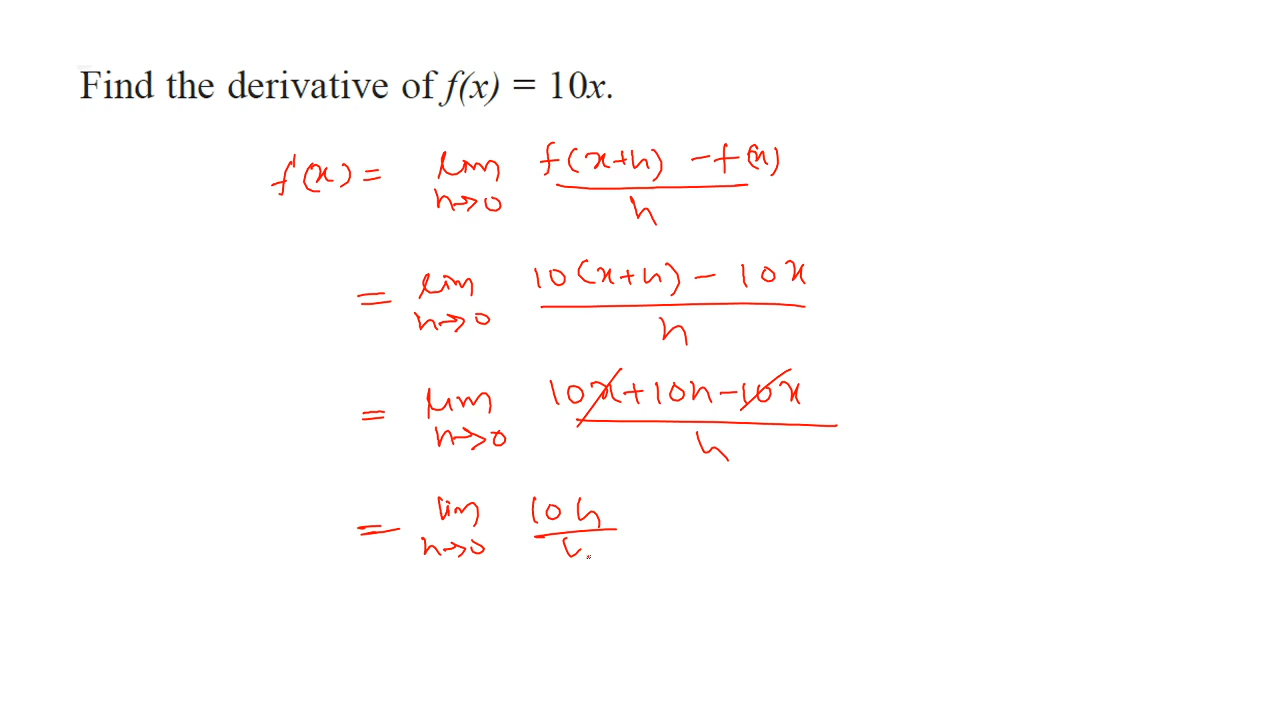 Find the derivative of f(x) = 10x.
f'(x) = lim h→0 f(x+h) - f(x) / h
= lim h→0 10(x+h) - 10x / h
= lim h→0 10x+10h-10x / h
= lim h→0 10h